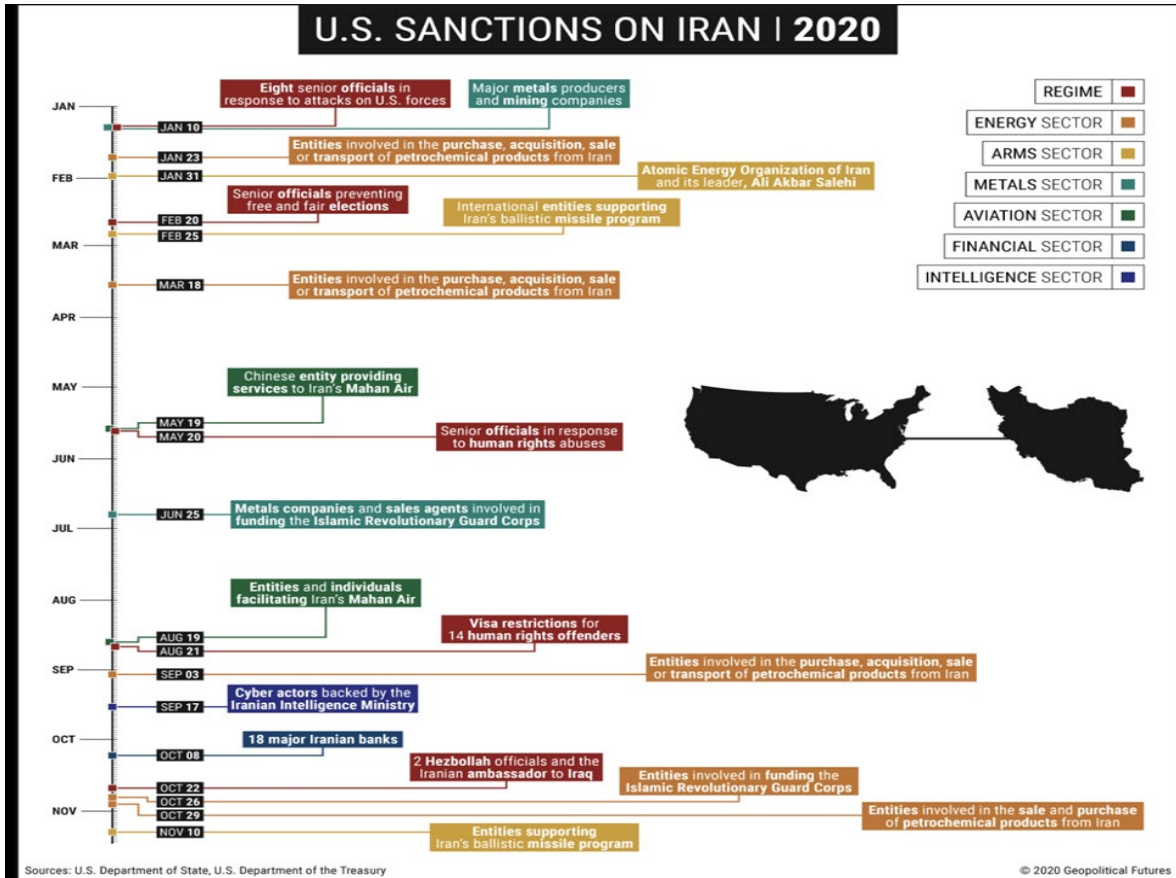 U.S. SANCTIONS ON IRAN | 2020
REGIME
ENERGY SECTOR
ARMS SECTOR
METALS SECTOR
AVIATION SECTOR
FINANCIAL SECTOR
INTELLIGENCE SECTOR
JAN
Eight senior officials in
response to attacks on U.S. forces
Major metals producers
and mining companies
JAN 10
Entities involved in the purchase, acquisition, sale
or transport of petrochemical products from Iran
JAN 23
Atomic Energy Organization of Iran
and its leader, Ali Akbar Salehi
JAN 31
FEB
Senior officials preventing
free and fair elections
FEB 20
International entities supporting
Iran's ballistic missile program
FEB 25
MAR
Entities involved in the purchase, acquisition, sale
or transport of petrochemical products from Iran
MAR 18
APR
MAY
Chinese entity providing
services to Iran's Mahan Air
MAY 19
MAY 20
Senior officials in response
to human rights abuses
JUN
JUN 25
Metals companies and sales agents involved in
funding the Islamic Revolutionary Guard Corps
JUL
AUG
Entities and individuals
facilitating Iran's Mahan Air
AUG 19
Visa restrictions for
14 human rights offenders
AUG 21
SEP
SEP 03
Entities involved in the purchase, acquisition, sale
or transport of petrochemical products from Iran
SEP 17
Cyber actors backed by the
Iranian Intelligence Ministry
OCT
18 major Iranian banks
OCT 08
2 Hezbollah officials and the
Iranian ambassador to Iraq
OCT 22
Entities involved in funding the
Islamic Revolutionary Guard Corps
OCT 26
NOV
OCT 29
Entities involved in the sale and purchase
of petrochemical products from Iran
NOV 10
Entities supporting
Iran's ballistic missile program
Sources: U.S. Department of State, U.S. Department of the Treasury
© 2020 Geopolitical Futures